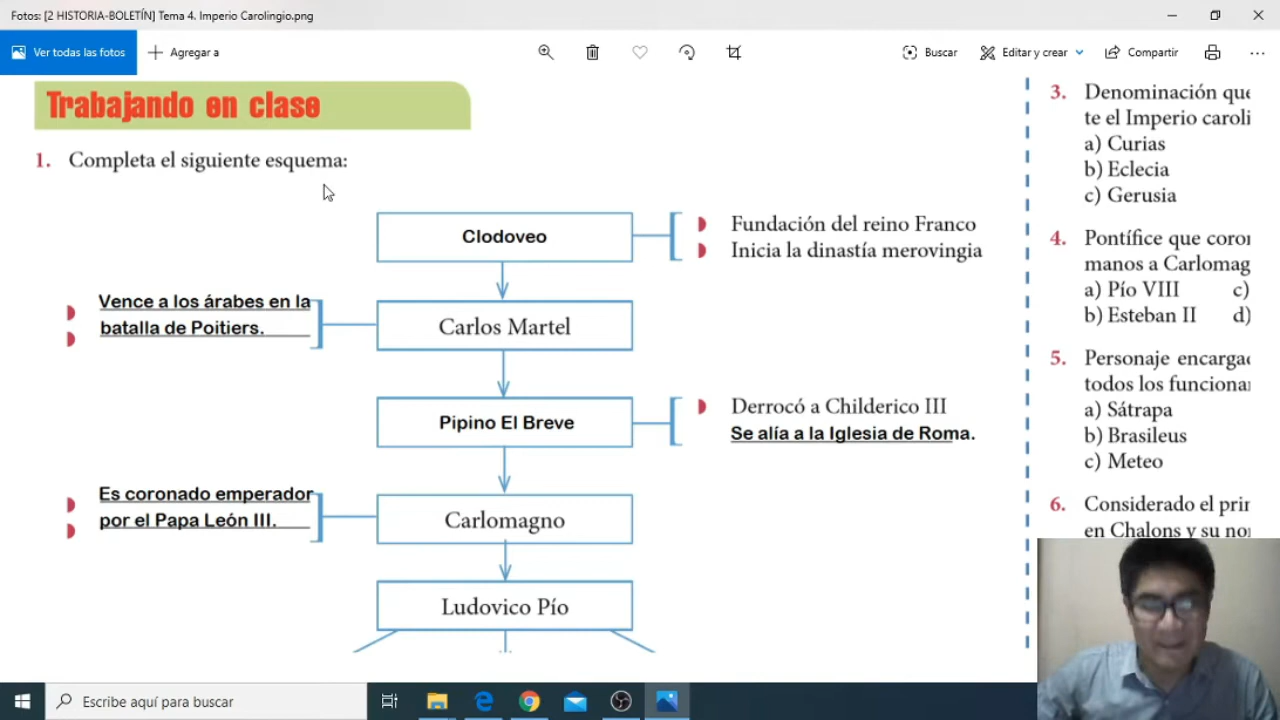 Fotos: [2 HISTORIA-BOLETÍN] Tema 4. Imperio Carolingio.png
Ver todas las fotos
Agregar a
Buscar
Editar y crear
Compartir
Trabajando en clase
1. Completa el siguiente esquema:
Clodoveo
Fundación del reino Franco
Inicia la dinastía merovingia
Vence a los árabes en la
batalla de Poitiers.
Carlos Martel
Pipino El Breve
Derrocó a Childerico III
Se alía a la Iglesia de Roma.
Es coronado emperador
por el Papa León III.
Carlomagno
Ludovico Pío
3. Denominación que
te el Imperio caroli
a) Curias
b) Eclecia
c) Gerusia
4. Pontífice que coro
manos a Carlomag
a) Pío VIII c)
b) Esteban II d)
5. Personaje encarga
todos los funciona
a) Sátrapa
b) Brasileus
c) Meteo
6. Considerado el pri
en Chalons y su no
Escribe aquí para buscar